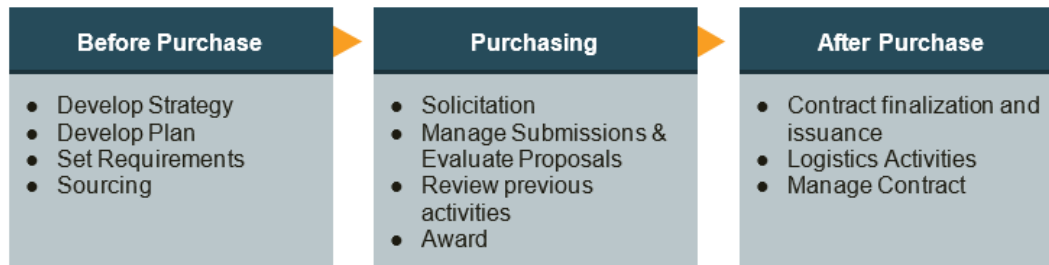 Before Purchase
● Develop Strategy
● Develop Plan
● Set Requirements
● Sourcing
Purchasing
● Solicitation
● Manage Submissions &
Evaluate Proposals
● Review previous
activities
● Award
After Purchase
● Contract finalization and
issuance
● Logistics Activities
● Manage Contract